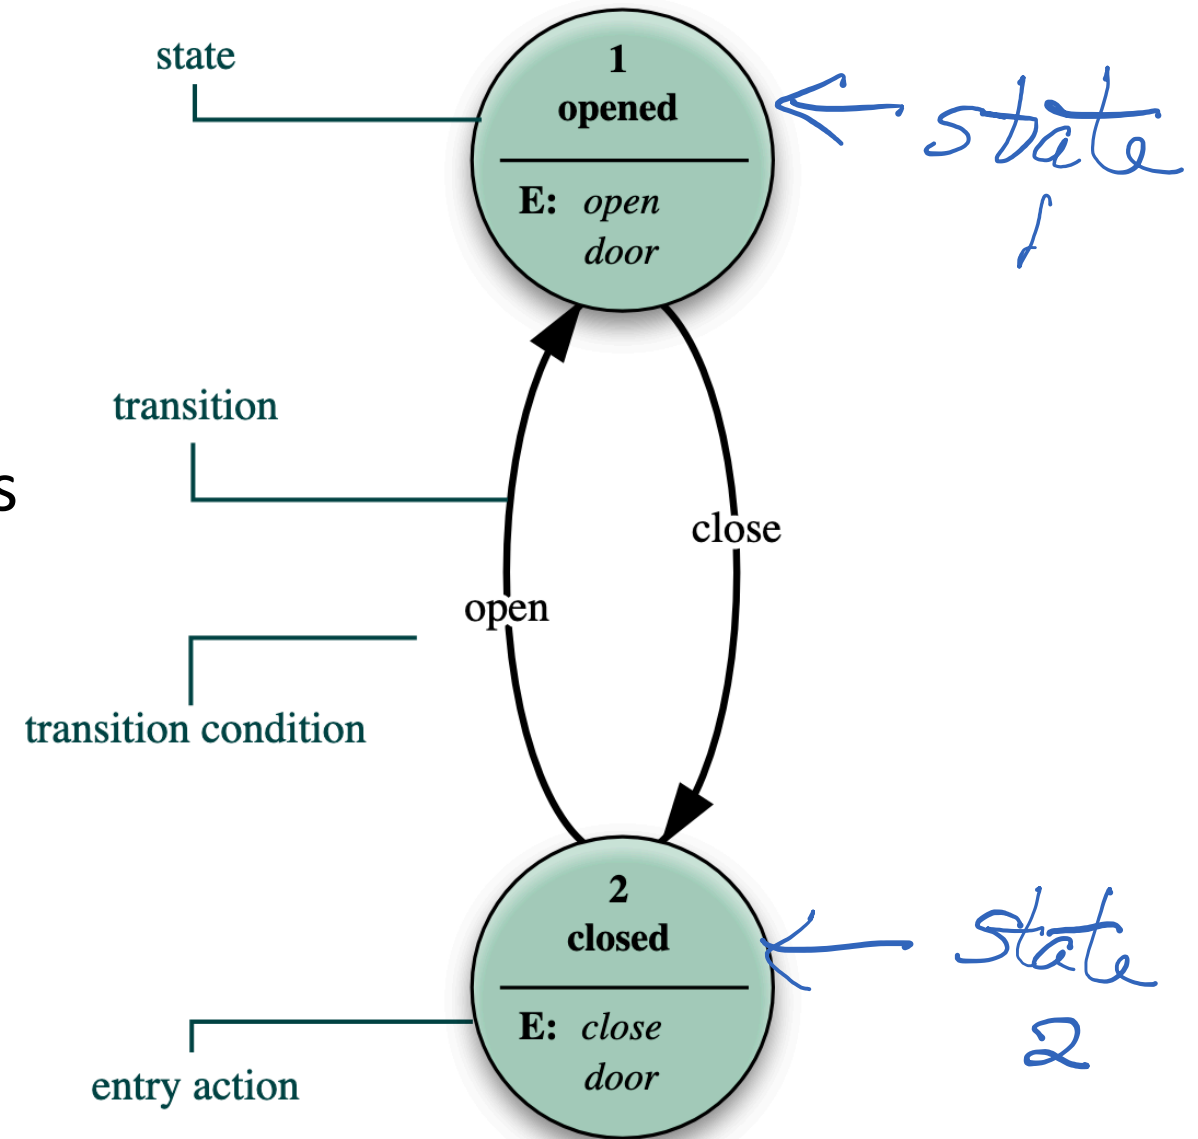 state
1
opened
E: open
door
state
1
transition
s
close
open
transition condition
2
closed
E: close
door
state
2
entry action